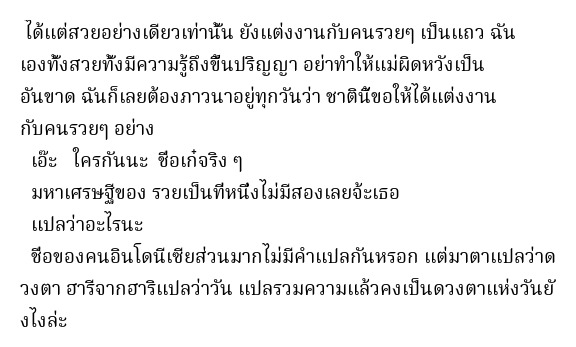 ได้แต่สวยอย่างเดียวเท่านั้น ยังแต่งงานกับคนรวยๆ เป็นแถว ฉัน
เองทั้งสวยทั้งมีความรู้ถึงขั้นปริญญา อย่าทำให้แม่ผิดหวังเป็น
อันขาด ฉันก็เลยต้องภาวนาอยู่ทุกวันว่า ชาตินี้ขอให้ได้แต่งงาน
กับคนรวยๆ อย่าง
เอ๊ะ ใครกันนะ ชื่อเก๋จริง ๆ
มหาเศรษฐีของ รวยเป็นที่หนึ่งไม่มีสองเลยจ้ะเธอ
แปลว่าอะไรนะ
ชื่อของคนอินโดนีเซียส่วนมากไม่มีคำแปลกันหรอก แต่มาตาแปลว่าด
วงตา ฮารีจากฮาริแปลว่าวัน แปลรวมความแล้วคงเป็นดวงตาแห่งวันยั
งไงล่ะ